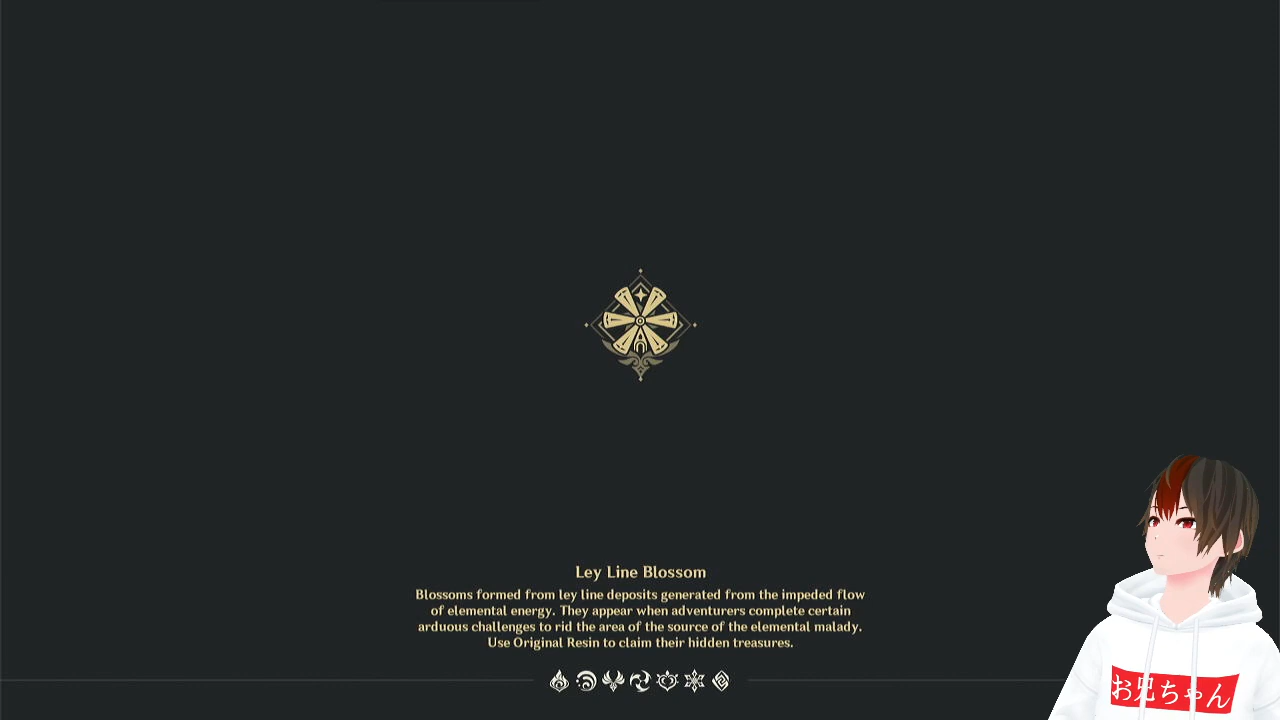 Ley Line Blossom
Blossoms formed from ley line deposits generated from the impeded flow
of elemental energy. They appear when adventurers complete certain
arduous challenges to rid the area of the source of the elemental malady.
Use Original Resin to claim their hidden treasures.
お兄ちゃん